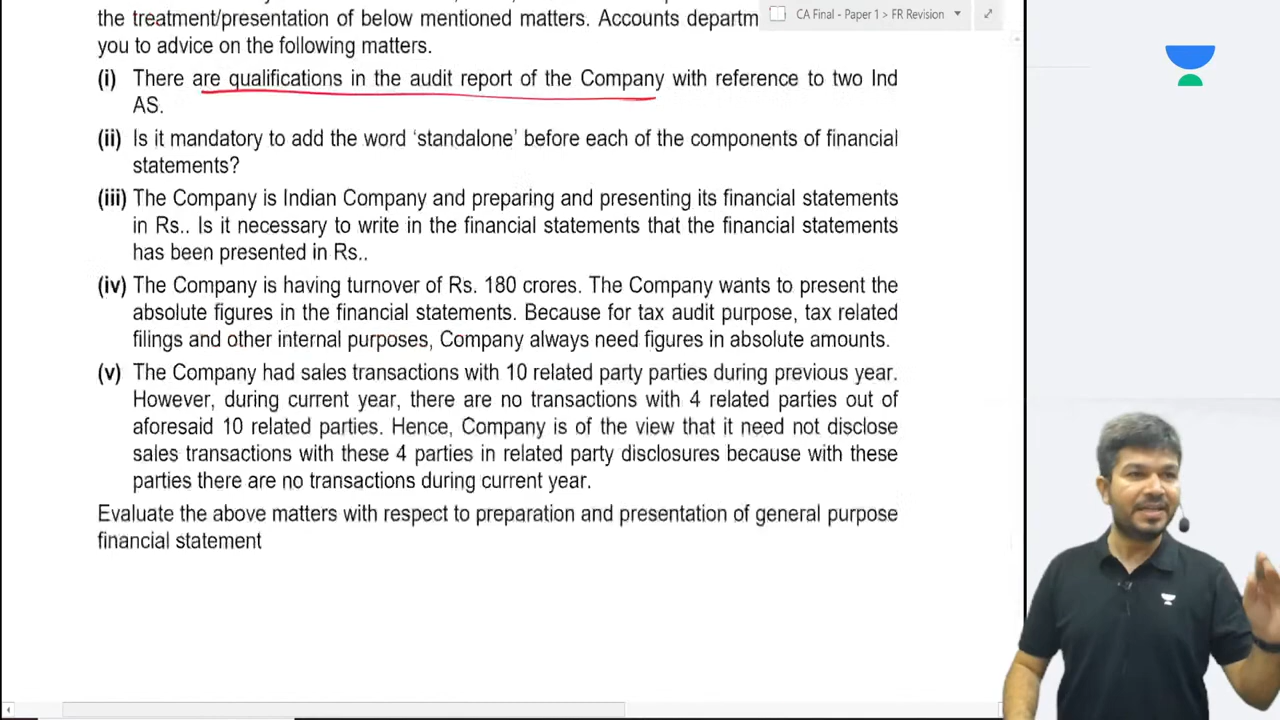 the treatment/presentation of below mentioned matters. Accounts departm
CA Final - Paper 1 > FR Revision
you to advice on the following matters.
(i) There are qualifications in the audit report of the Company with reference to two Ind
AS.
(ii) Is it mandatory to add the word ‘standalone’ before each of the components of financial
statements?
(iii) The Company is Indian Company and preparing and presenting its financial statements
in Rs.. Is it necessary to write in the financial statements that the financial statements
has been presented in Rs..
(iv) The Company is having turnover of Rs. 180 crores. The Company wants to present the
absolute figures in the financial statements. Because for tax audit purpose, tax related
filings and other internal purposes, Company always need figures in absolute amounts.
(v) The Company had sales transactions with 10 related party parties during previous year.
However, during current year, there are no transactions with 4 related parties out of
aforesaid 10 related parties. Hence, Company is of the view that it need not disclose
sales transactions with these 4 parties in related party disclosures because with these
parties there are no transactions during current year.
Evaluate the above matters with respect to preparation and presentation of general purpose
financial statement